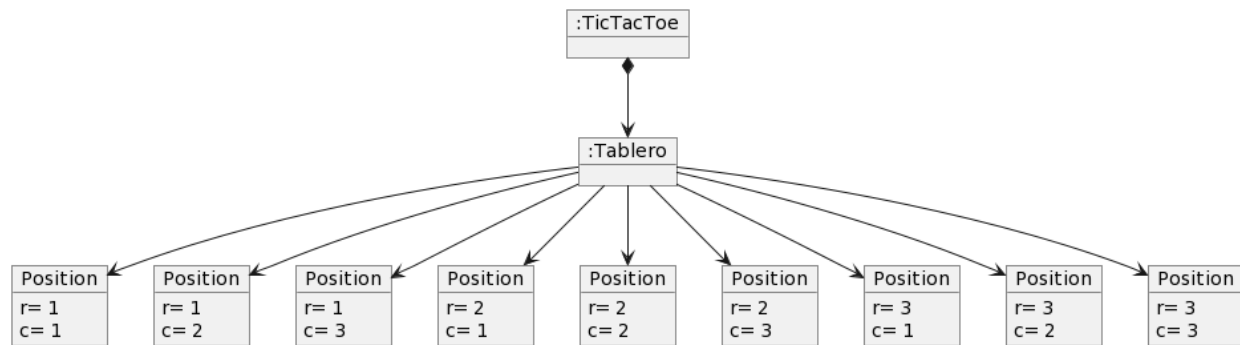 :TicTacToe
:Tablero
Position
r= 1
c= 1
Position
r= 1
c= 2
Position
r= 1
c= 3
Position
r= 2
c= 1
Position
r= 2
c= 2
Position
r= 2
c= 3
Position
r= 3
c= 1
Position
r= 3
c= 2
Position
r= 3
c= 3